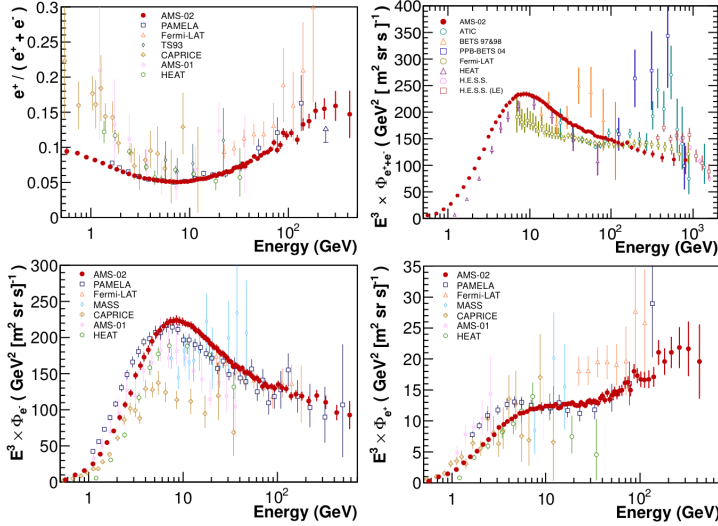 e⁺ / ( e⁺ + e⁻ )
0.3
0.25
0.2
0.15
0.1
0.05
0
AMS-02
PAMELA
Fermi-LAT
TS93
CAPRICE
AMS-01
HEAT
1
10
10²
Energy (GeV)
E³ × Φe⁺+e⁻ ( GeV² [ m² sr s]⁻¹ )
400
350
300
250
200
150
100
50
0
AMS-02
ATIC
BETS 97&98
PPB-BETS 04
Fermi-LAT
HEAT
H.E.S.S.
H.E.S.S. (LE)
1
10
10²
10³
Energy (GeV)
E³ × Φe⁻ ( GeV² [m² sr s]⁻¹ )
300
250
200
150
100
50
0
AMS-02
PAMELA
Fermi-LAT
MASS
CAPRICE
AMS-01
HEAT
1
10
10²
Energy (GeV)
E³ × Φe⁺ ( GeV² [m² sr s]⁻¹ )
35
30
25
20
15
10
5
0
AMS-02
PAMELA
Fermi-LAT
MASS
CAPRICE
AMS-01
HEAT
1
10
10²
Energy (GeV)